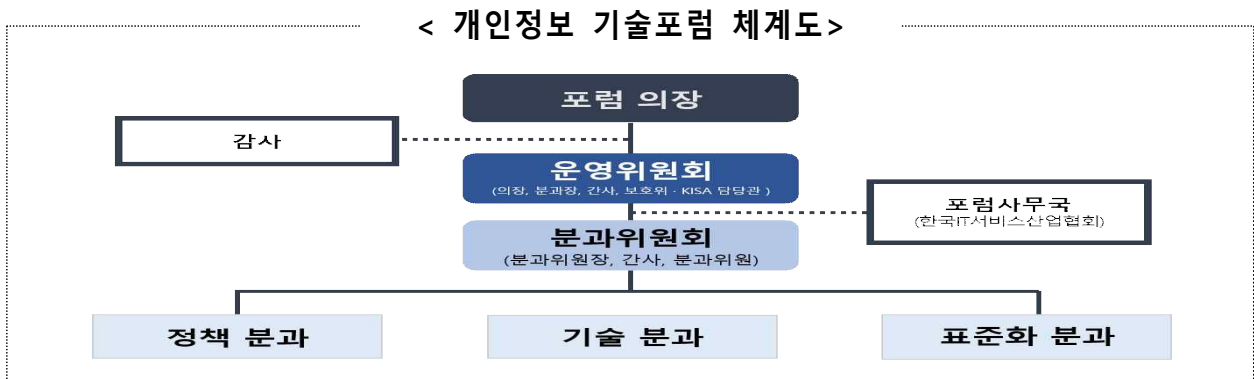 < 개인정보 기술포럼 체계도>
포럼 의장
감사
운영위원회
(의장, 분과장, 간사, 보호위 · KISA 담당관 )
포럼사무국
(한국IT서비스산업협회)
분과위원회
(분과위원장, 간사, 분과위원)
정책 분과
기술 분과
표준화 분과